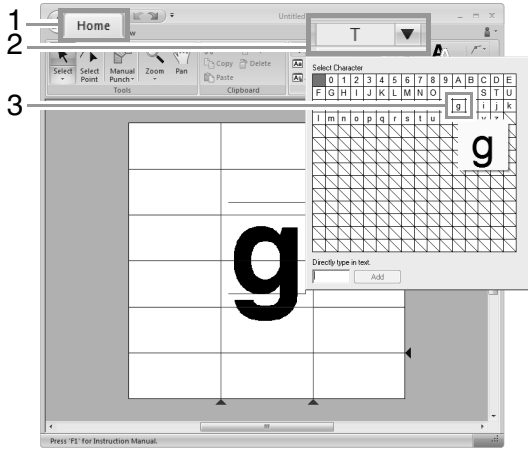 1
Home
Untitled
2
T
3
Select
Select Point
Manual Punch
Zoom
Pan
Copy
Delete
Paste
Tools
Clipboard
Select Character
0 1 2 3 4 5 6 7 8 9 A B C D E
F G H I J K L M N O S T U
g i j k
l m n o p q r s t u y z
g
g
Directly type in text.
Add
Press 'F1' for Instruction Manual.